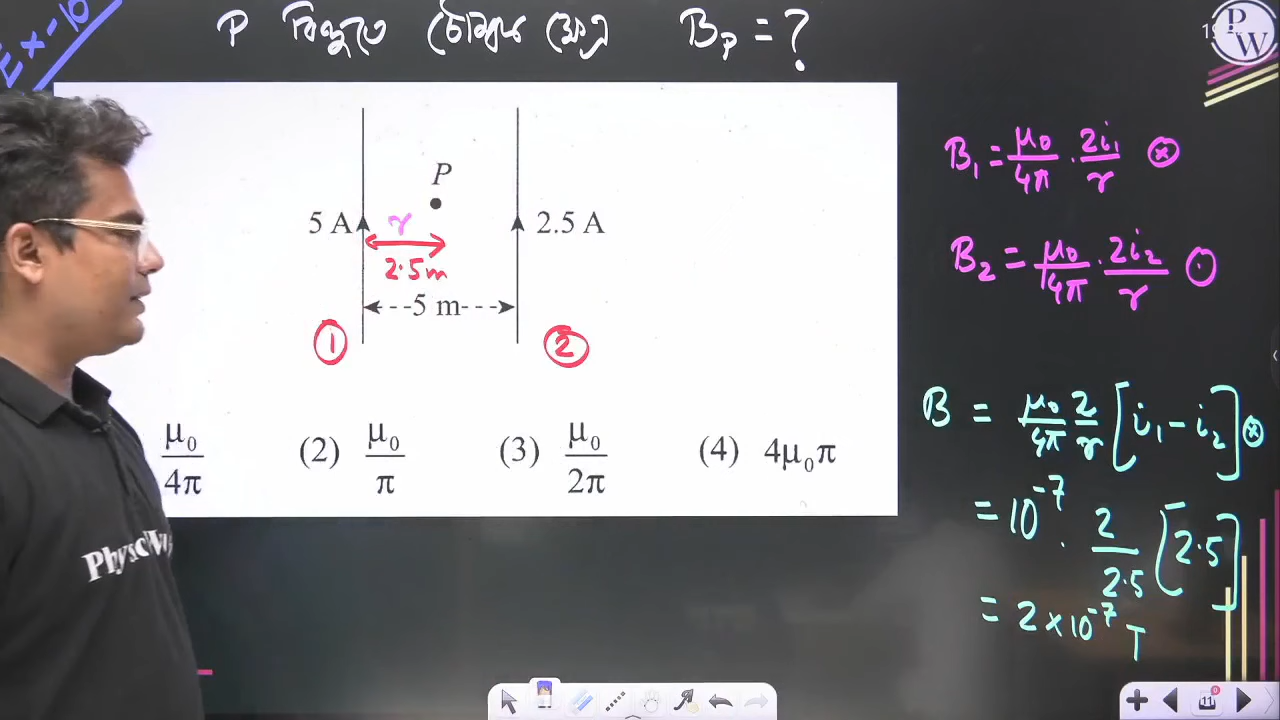 Ex-10
P বিন্দুতে চৌম্বক ক্ষেত্র B_P = ?
PW
P
5 A
r
2.5 A
2.5 m
5 m
① ②
μ₀/4π (2) μ₀/π (3) μ₀/2π (4) 4μ₀π
B₁ = μ₀/4π · 2i₁/r ⊗
B₂ = μ₀/4π · 2i₂/r ⊙
B = μ₀/4π 2/r [i₁ - i₂] ⊗
= 10⁻⁷ · 2/2.5 [2.5]
= 2 × 10⁻⁷ T
11